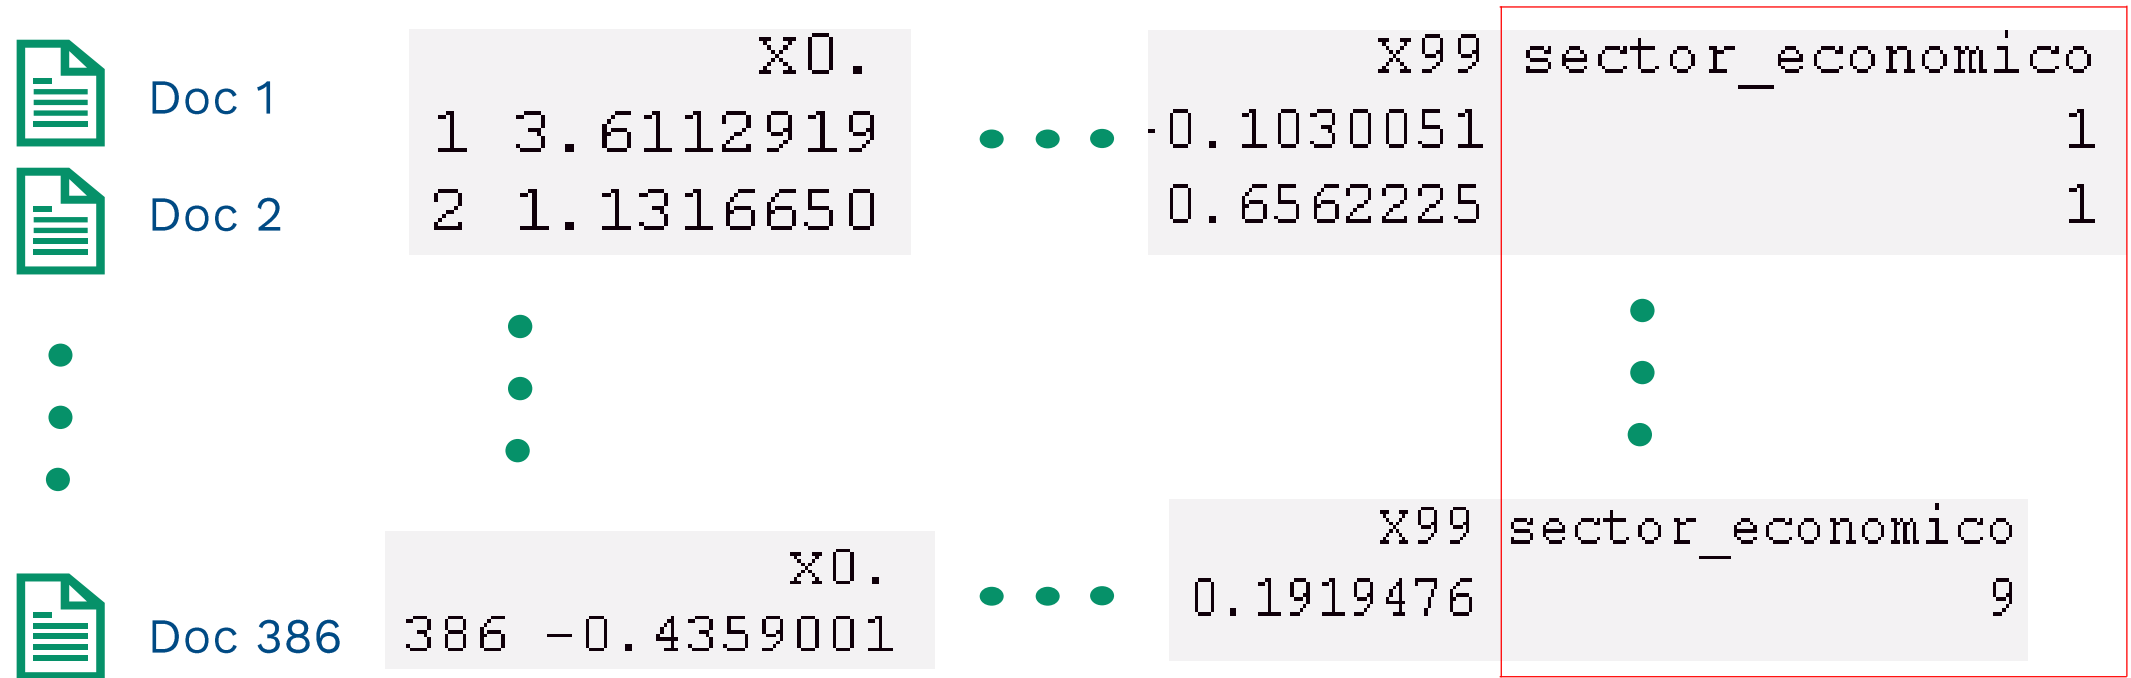 X0. X99 sector_economico
Doc 1 1 3.6112919 -0.1030051 1
Doc 2 2 1.1316650 0.6562225 1
X0. X99 sector_economico
Doc 386 386 -0.4359001 0.1919476 9